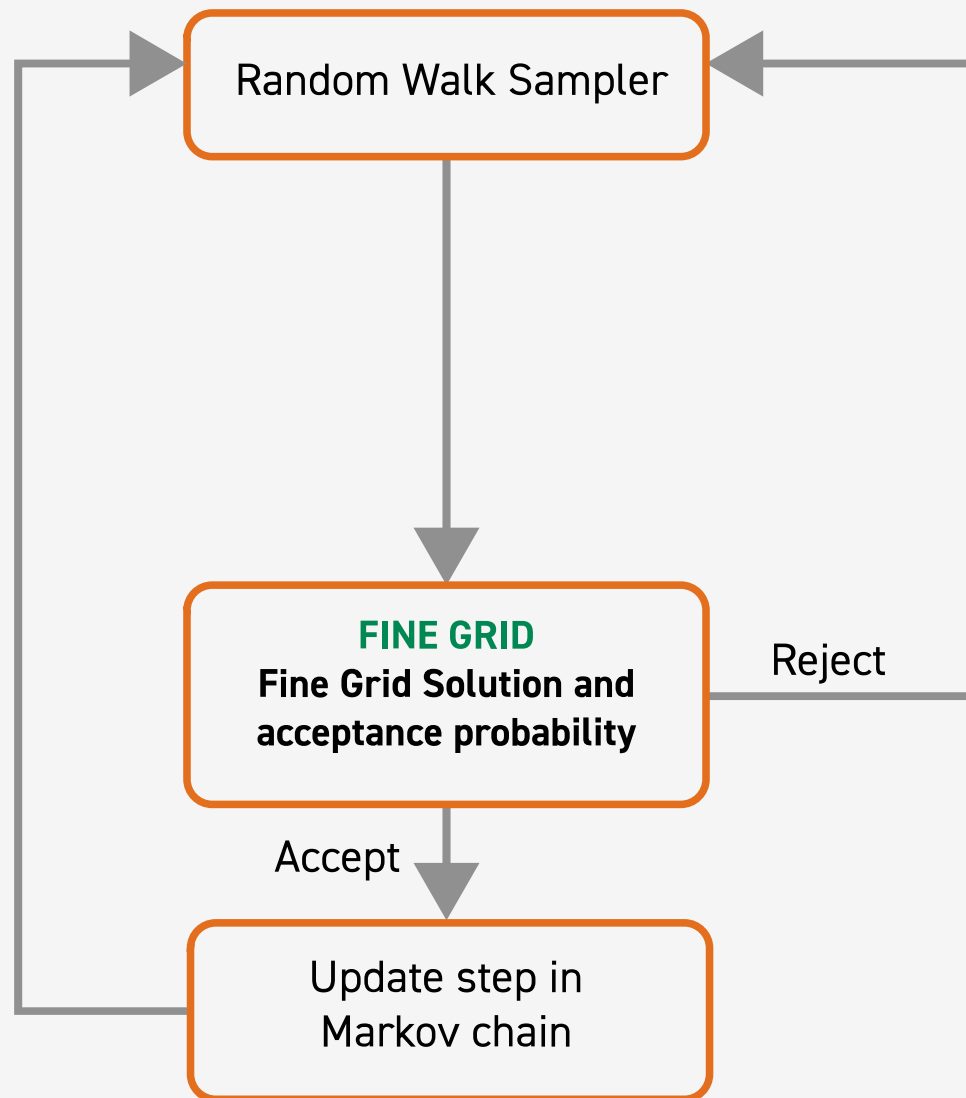 Random Walk Sampler
FINE GRID
Fine Grid Solution and
acceptance probability
Reject
Accept
Update step in
Markov chain